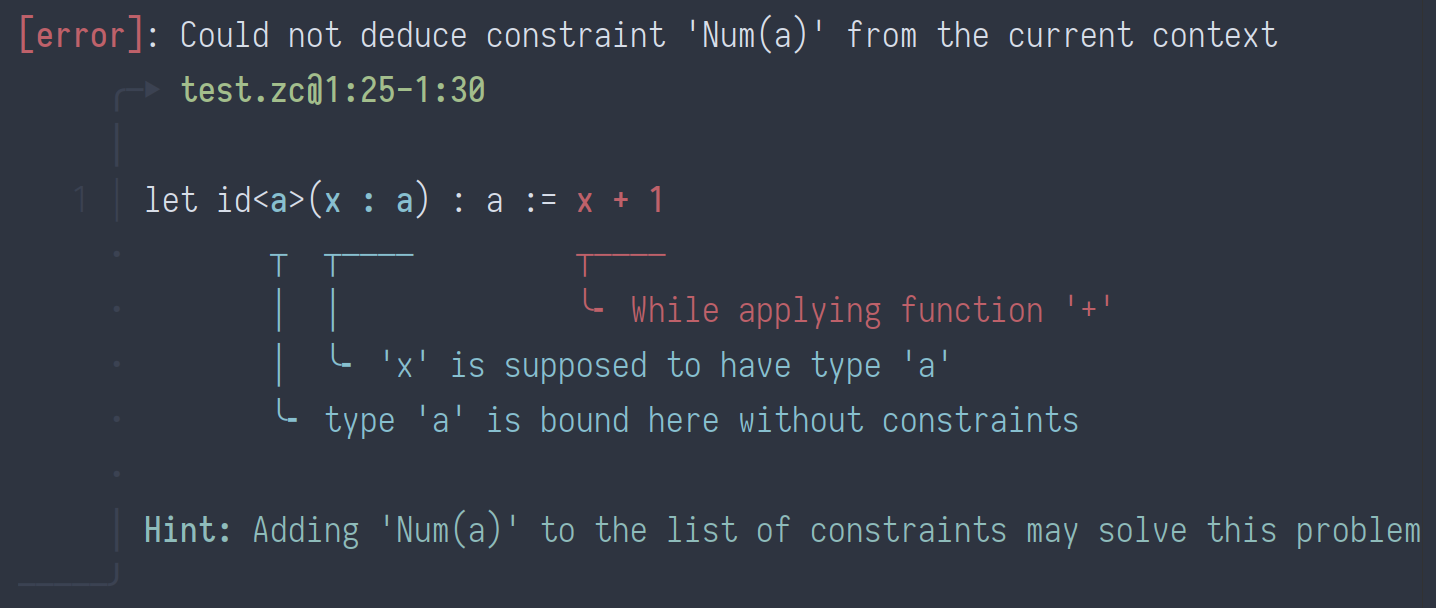 [error]: Could not deduce constraint 'Num(a)' from the current context
test.zc@1:25-1:30
1 let id<a>(x : a) : a := x + 1
While applying function '+'
'x' is supposed to have type 'a'
type 'a' is bound here without constraints
Hint: Adding 'Num(a)' to the list of constraints may solve this problem